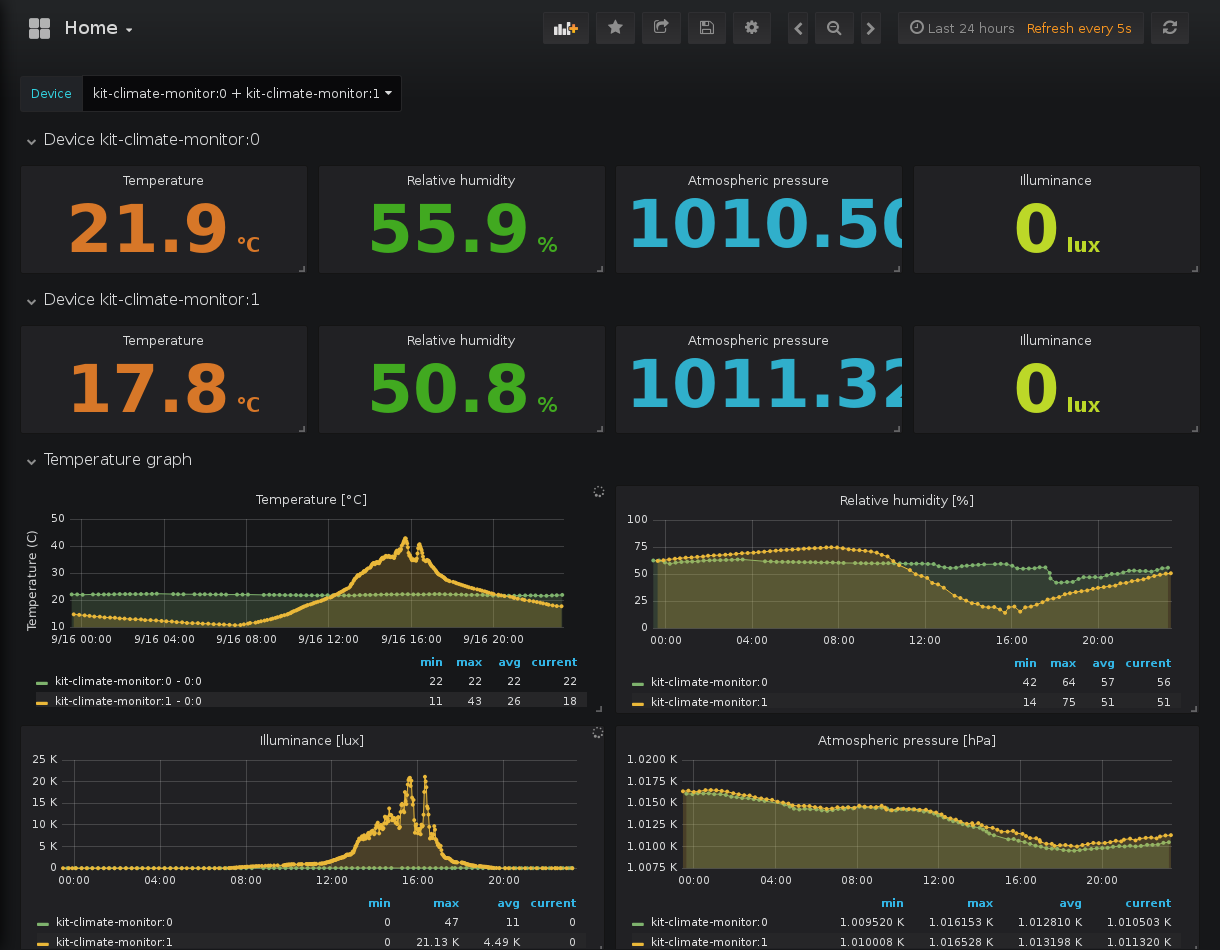 Home
Last 24 hours Refresh every 5s
Device kit-climate-monitor:0 + kit-climate-monitor:1
Device kit-climate-monitor:0
Temperature Relative humidity Atmospheric pressure Illuminance
21.9 °C 55.9 % 1010.50 0 lux
Device kit-climate-monitor:1
Temperature Relative humidity Atmospheric pressure Illuminance
17.8 °C 50.8 % 1011.32 0 lux
Temperature graph
Temperature [°C]
Temperature (C)
50
40
30
20
10
9/16 00:00 9/16 04:00 9/16 08:00 9/16 12:00 9/16 16:00 9/16 20:00
min max avg current
kit-climate-monitor:0 - 0:0 22 22 22 22
kit-climate-monitor:1 - 0:0 11 43 26 18
Relative humidity [%]
100
75
50
25
0
00:00 04:00 08:00 12:00 16:00 20:00
min max avg current
kit-climate-monitor:0 42 64 57 56
kit-climate-monitor:1 14 75 51 51
Illuminance [lux]
25 K
20 K
15 K
10 K
5 K
0
00:00 04:00 08:00 12:00 16:00 20:00
min max avg current
kit-climate-monitor:0 0 47 11 0
kit-climate-monitor:1 0 21.13 K 4.49 K 0
Atmospheric pressure [hPa]
1.0200 K
1.0175 K
1.0150 K
1.0125 K
1.0100 K
1.0075 K
00:00 04:00 08:00 12:00 16:00 20:00
min max avg current
kit-climate-monitor:0 1.009520 K 1.016153 K 1.012810 K 1.010503 K
kit-climate-monitor:1 1.010008 K 1.016528 K 1.013198 K 1.011320 K